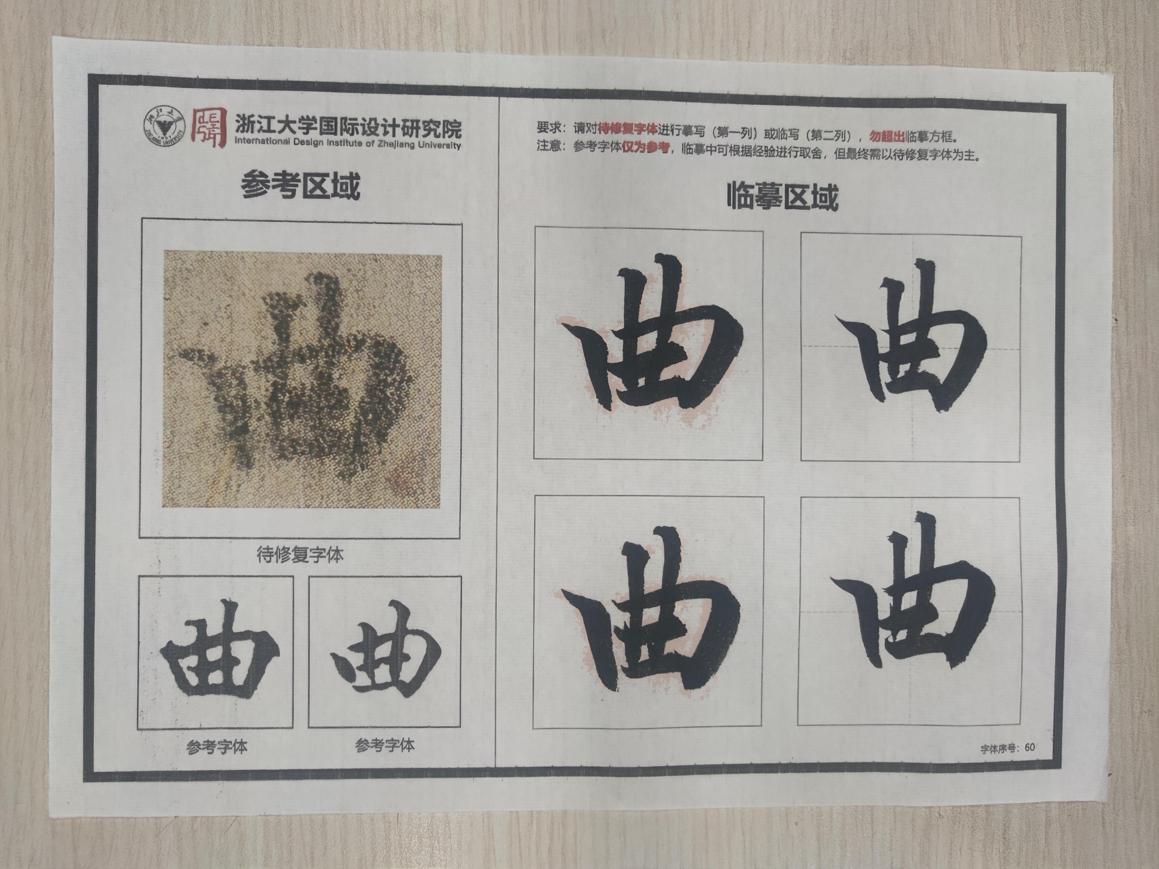 浙江大学国际设计研究院
International Design Institute of Zhejiang University
参考区域
曲
待修复字体
曲
曲
参考字体
参考字体
要求：请对待修复字体进行摹写（第一列）或临写（第二列），勿超出临摹方框。
注意：参考字体仅为参考，临摹中可根据经验进行取舍，但最终需以待修复字体为主。
临摹区域
曲
曲
曲
曲
字体序号：60